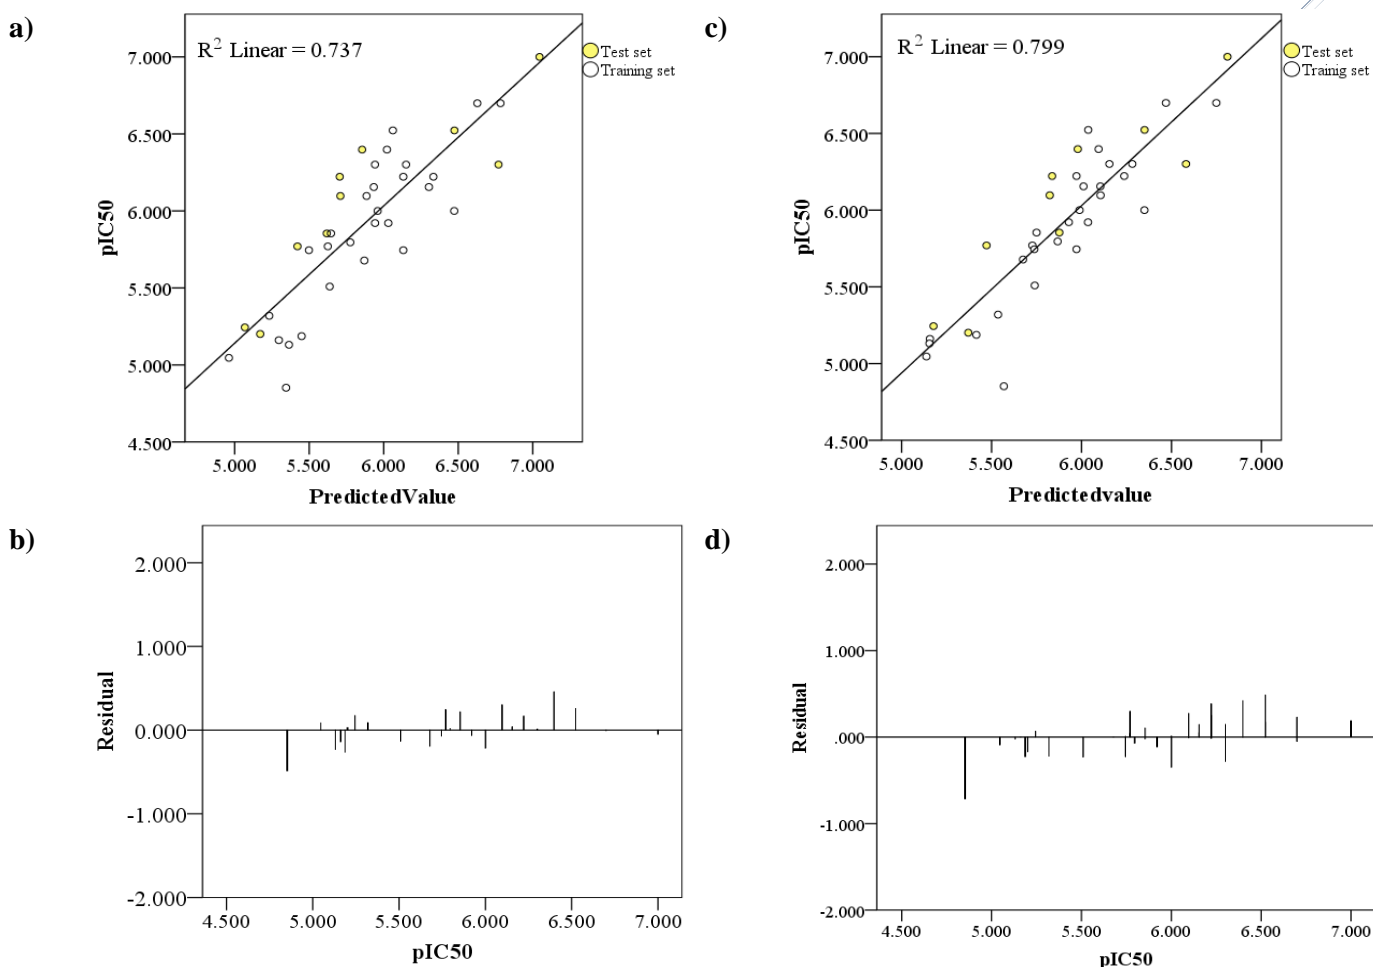 a)
R² Linear = 0.737
Test set
Training set
7.000
6.500
6.000
5.500
5.000
4.500
pIC50
5.000 5.500 6.000 6.500 7.000
PredictedValue
c)
R² Linear = 0.799
Test set
Trainig set
7.000
6.500
6.000
5.500
5.000
4.500
pIC50
5.000 5.500 6.000 6.500 7.000
Predictedvalue
b)
2.000
1.000
0.000
-1.000
-2.000
Residual
4.500 5.000 5.500 6.000 6.500 7.000
pIC50
d)
2.000
1.000
.000
-1.000
-2.000
Residual
4.500 5.000 5.500 6.000 6.500 7.000
pIC50